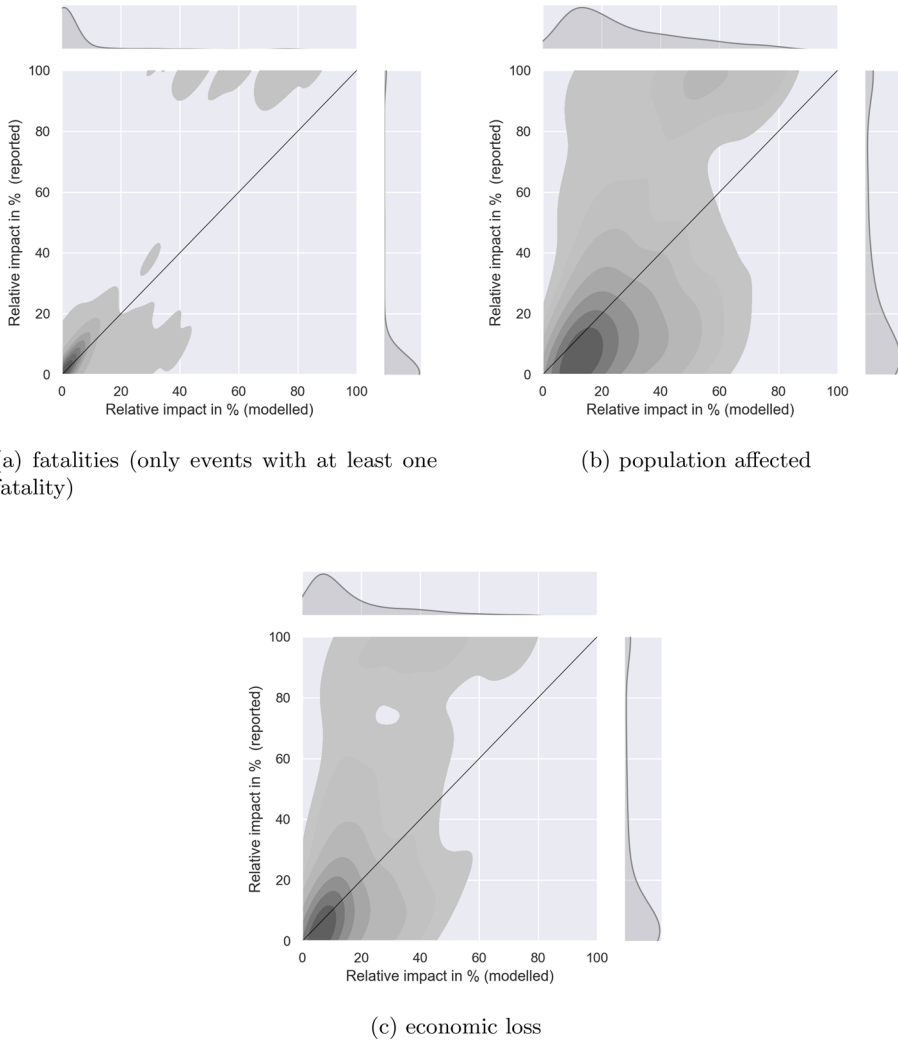 100
80
60
40
20
0
Relative impact in % (reported)
0 20 40 60 80 100
Relative impact in % (modelled)
a) fatalities (only events with at least one
fatality)
100
80
60
40
20
0
Relative impact in % (reported)
0 20 40 60 80 100
Relative impact in % (modelled)
(b) population affected
100
80
60
40
20
0
Relative impact in % (reported)
0 20 40 60 80 100
Relative impact in % (modelled)
(c) economic loss